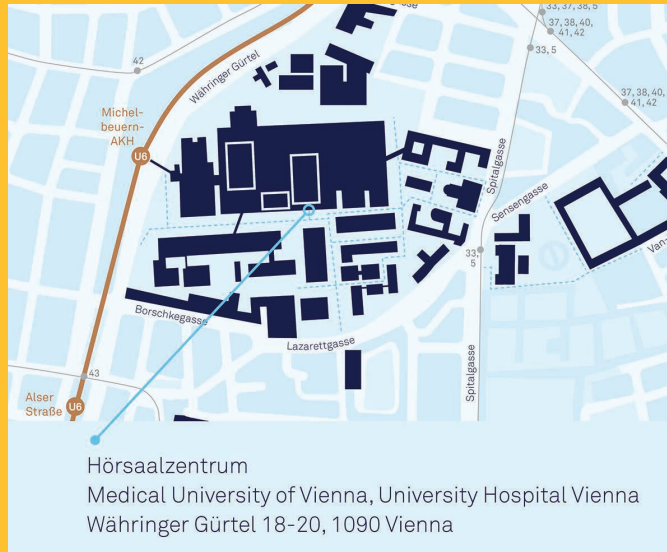 33, 37, 38, 5
37, 38, 40,
41, 42
33, 5
42
Währinger Gürtel
37, 38, 40,
41, 42
Michel-
beuern-
AKH
U6
Spitalgasse
Sensengasse
Van-
33,
5
Borschkegasse
Lazarettgasse
Spitalgasse
43
Alser
Straße
U6
Hörsaalzentrum
Medical University of Vienna, University Hospital Vienna
Währinger Gürtel 18-20, 1090 Vienna